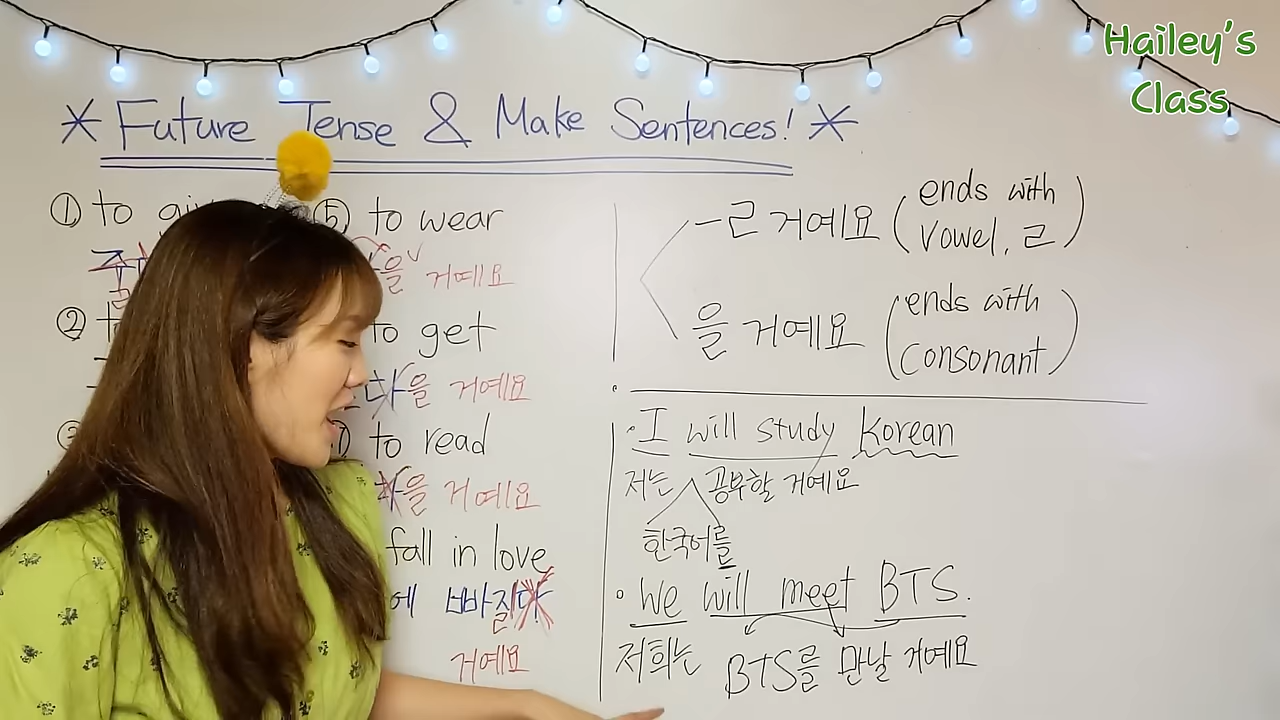 Hailey's
Class
* Future Tense & Make Sentences! *
① to
⑤ to wear
을 거예요
②
to get
다을 거예요
③
to read
을 거예요
fall in love
에 빠질다
거예요
-ㄹ 거예요 (ends with
vowel, ㄹ)
을 거예요 (ends with
consonant)
·I will study Korean
저는 공부할 거예요
한국어를
·We will meet BTS.
저희는 BTS를 만날 거예요